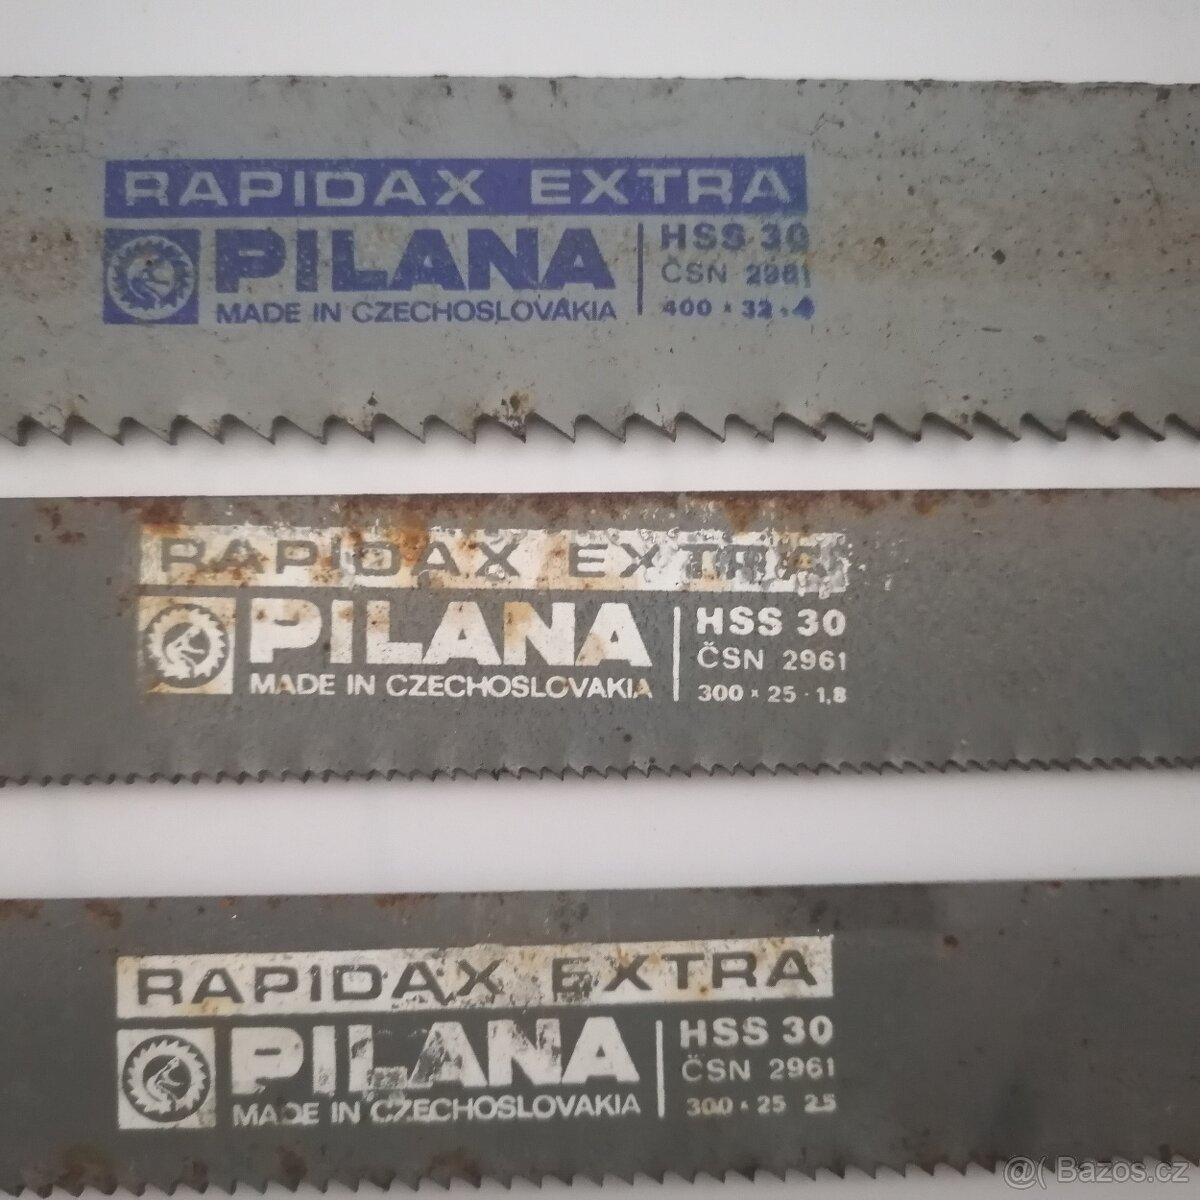 RAPIDAX EXTRA
PILANA
MADE IN CZECHOSLOVAKIA
HSS 30
ČSN 2961
400 × 32 · 4
RAPIDAX EXTRA
PILANA
MADE IN CZECHOSLOVAKIA
HSS 30
ČSN 2961
300 × 25 · 1,8
RAPIDAX EXTRA
PILANA
MADE IN CZECHOSLOVAKIA
HSS 30
ČSN 2961
300 × 25 2.5
@( Bazos.cz